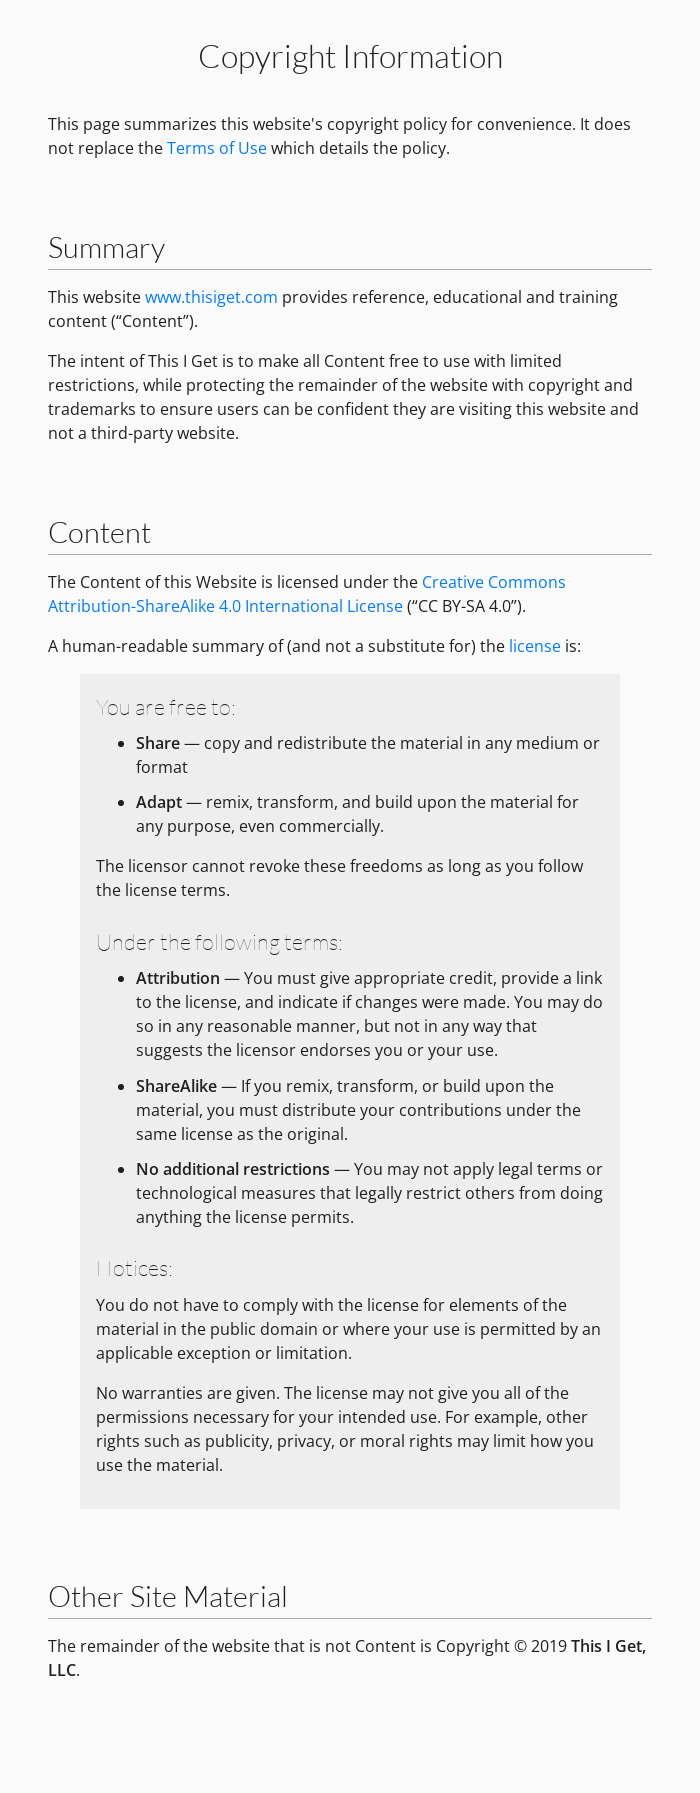 Copyright Information
This page summarizes this website's copyright policy for convenience. It does
not replace the Terms of Use which details the policy.
Summary
This website www.thisiget.com provides reference, educational and training
content (“Content”).
The intent of This I Get is to make all Content free to use with limited
restrictions, while protecting the remainder of the website with copyright and
trademarks to ensure users can be confident they are visiting this website and
not a third-party website.
Content
The Content of this Website is licensed under the Creative Commons
Attribution-ShareAlike 4.0 International License (“CC BY-SA 4.0”).
A human-readable summary of (and not a substitute for) the license is:
You are free to:
• Share — copy and redistribute the material in any medium or
format
• Adapt — remix, transform, and build upon the material for
any purpose, even commercially.
The licensor cannot revoke these freedoms as long as you follow
the license terms.
Under the following terms:
• Attribution — You must give appropriate credit, provide a link
to the license, and indicate if changes were made. You may do
so in any reasonable manner, but not in any way that
suggests the licensor endorses you or your use.
• ShareAlike — If you remix, transform, or build upon the
material, you must distribute your contributions under the
same license as the original.
• No additional restrictions — You may not apply legal terms or
technological measures that legally restrict others from doing
anything the license permits.
Notices:
You do not have to comply with the license for elements of the
material in the public domain or where your use is permitted by an
applicable exception or limitation.
No warranties are given. The license may not give you all of the
permissions necessary for your intended use. For example, other
rights such as publicity, privacy, or moral rights may limit how you
use the material.
Other Site Material
The remainder of the website that is not Content is Copyright © 2019 This I Get,
LLC.